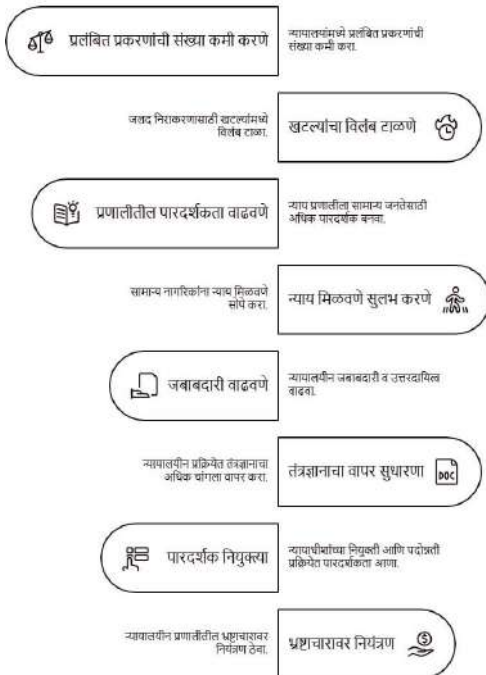 प्रलंबित प्रकरणांची संख्या कमी करणे
न्यायालयांमध्ये प्रलंबित प्रकरणांची
संख्या कमी करा.
जलद निराकरणासाठी खटल्यांमध्ये
विलंब टाळा.
खटल्यांचा विलंब टाळणे
प्रणालीतील पारदर्शकता वाढवणे
न्याय प्रणालीला सामान्य जनतेसाठी
अधिक पारदर्शक बनवा.
सामान्य नागरिकांना न्याय मिळवणे
सोपे करा.
न्याय मिळवणे सुलभ करणे
जबाबदारी वाढवणे
न्यायालयीन जबाबदारी व उत्तरदायित्व
वाढवा.
न्यायालयीन प्रक्रियेत तंत्रज्ञानाचा
अधिक चांगला वापर करा.
तंत्रज्ञानाचा वापर सुधारणा
DOC
पारदर्शक नियुक्त्या
न्यायाधीशांच्या नियुक्ती आणि पदोन्नती
प्रक्रियेत पारदर्शकता आणा.
न्यायालयीन प्रणालीतील भ्रष्टाचारावर
नियंत्रण ठेवा.
भ्रष्टाचारावर नियंत्रण
$